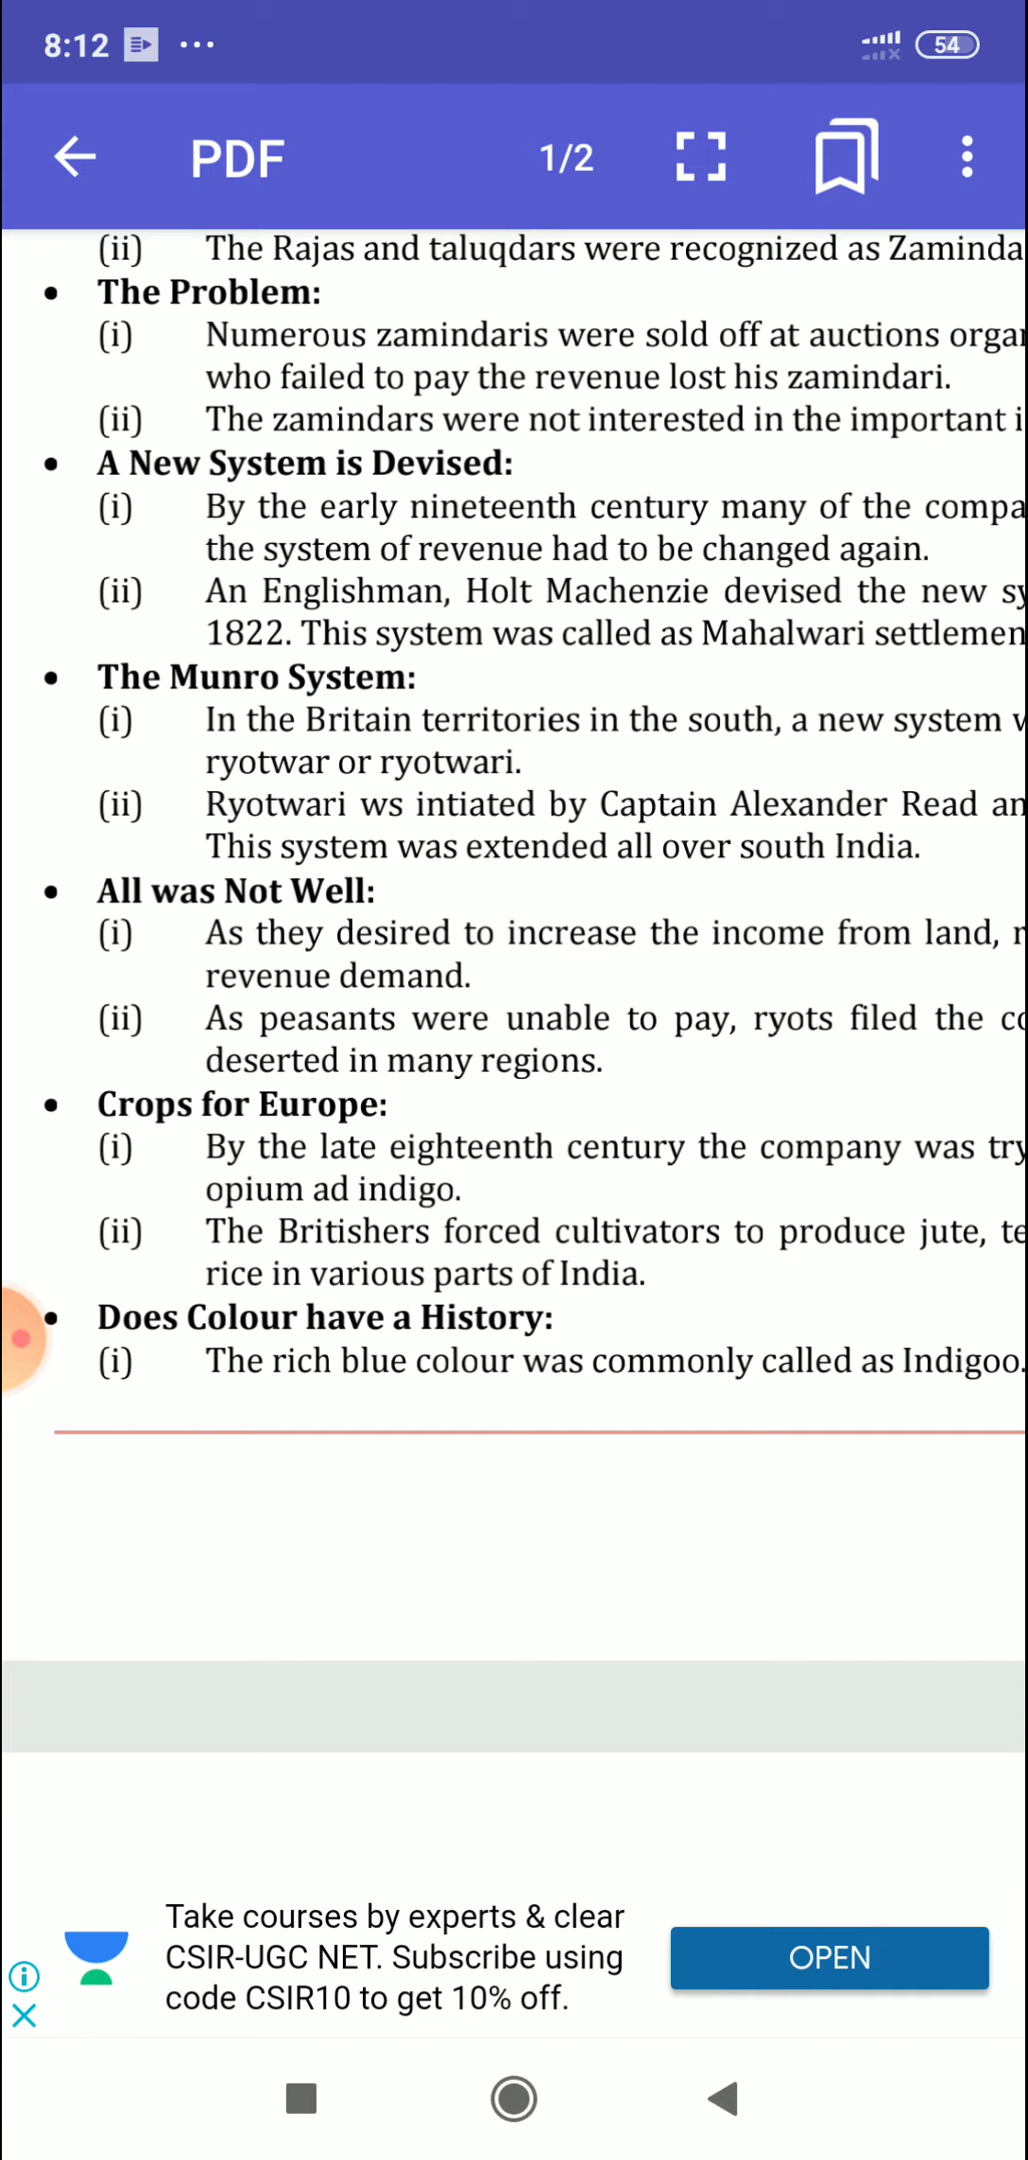 8:12 ... 54
PDF 1/2
(ii) The Rajas and taluqdars were recognized as Zaminda
• The Problem:
(i) Numerous zamindaris were sold off at auctions orga
who failed to pay the revenue lost his zamindari.
(ii) The zamindars were not interested in the important i
• A New System is Devised:
(i) By the early nineteenth century many of the compa
the system of revenue had to be changed again.
(ii) An Englishman, Holt Machenzie devised the new sy
1822. This system was called as Mahalwari settlemen
• The Munro System:
(i) In the Britain territories in the south, a new system
ryotwar or ryotwari.
(ii) Ryotwari ws intiated by Captain Alexander Read an
This system was extended all over south India.
• All was Not Well:
(i) As they desired to increase the income from land, r
revenue demand.
(ii) As peasants were unable to pay, ryots filed the co
deserted in many regions.
• Crops for Europe:
(i) By the late eighteenth century the company was try
opium ad indigo.
(ii) The Britishers forced cultivators to produce jute, te
rice in various parts of India.
• Does Colour have a History:
(i) The rich blue colour was commonly called as Indigoo.
Take courses by experts & clear
CSIR-UGC NET. Subscribe using
code CSIR10 to get 10% off.
OPEN